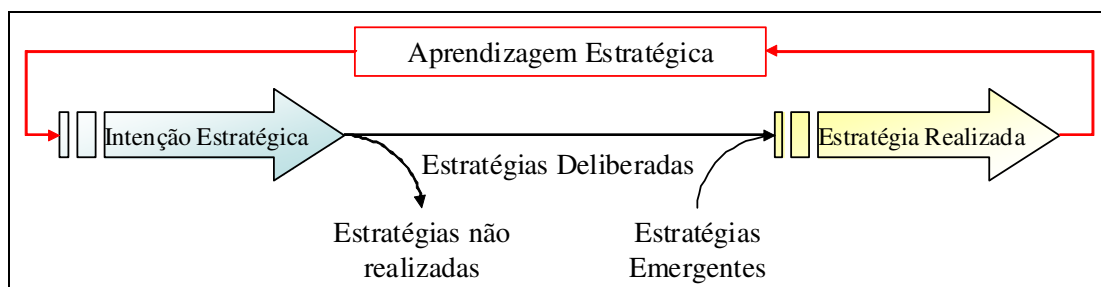 Aprendizagem Estratégica
Intenção Estratégica
Estratégia Realizada
Estratégias Deliberadas
Estratégias não
realizadas
Estratégias
Emergentes